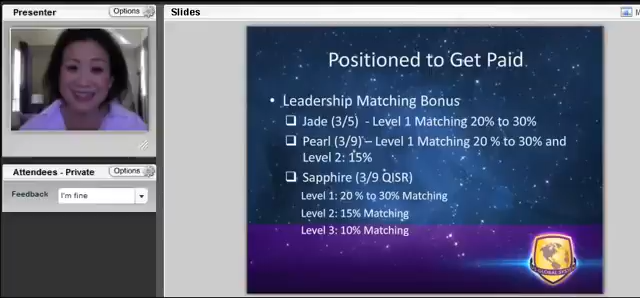 Presenter
Options
Slides
Positioned to Get Paid
• Leadership Matching Bonus
❑ Jade (3/5) - Level 1 Matching 20% to 30%
❑ Pearl (3/9) – Level 1 Matching 20 % to 30% and
Level 2: 15%
❑ Sapphire (3/9 QISR)
Level 1: 20 % to 30% Matching
Level 2: 15% Matching
Level 3: 10% Matching
Attendees - Private
Options
Feedback
I'm fine